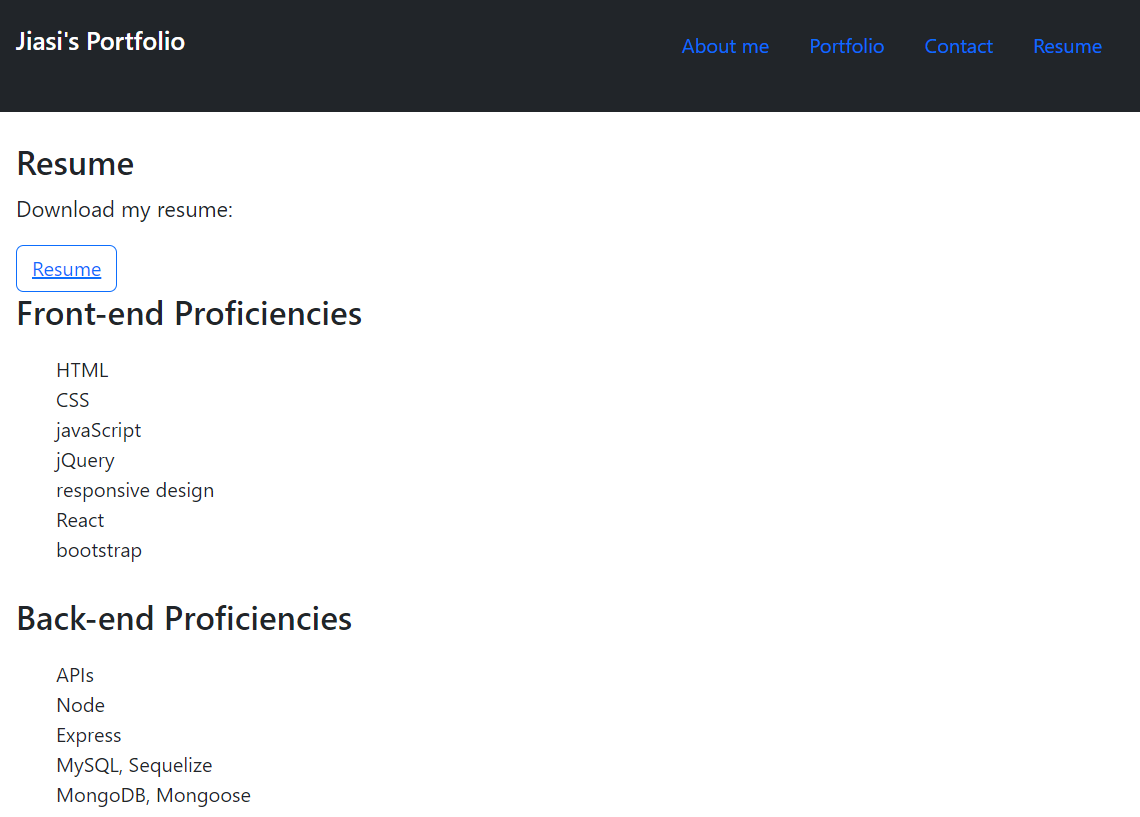 Jiasi's Portfolio
About me Portfolio Contact Resume
Resume
Download my resume:
Resume
Front-end Proficiencies
HTML
CSS
javaScript
jQuery
responsive design
React
bootstrap
Back-end Proficiencies
APIs
Node
Express
MySQL, Sequelize
MongoDB, Mongoose